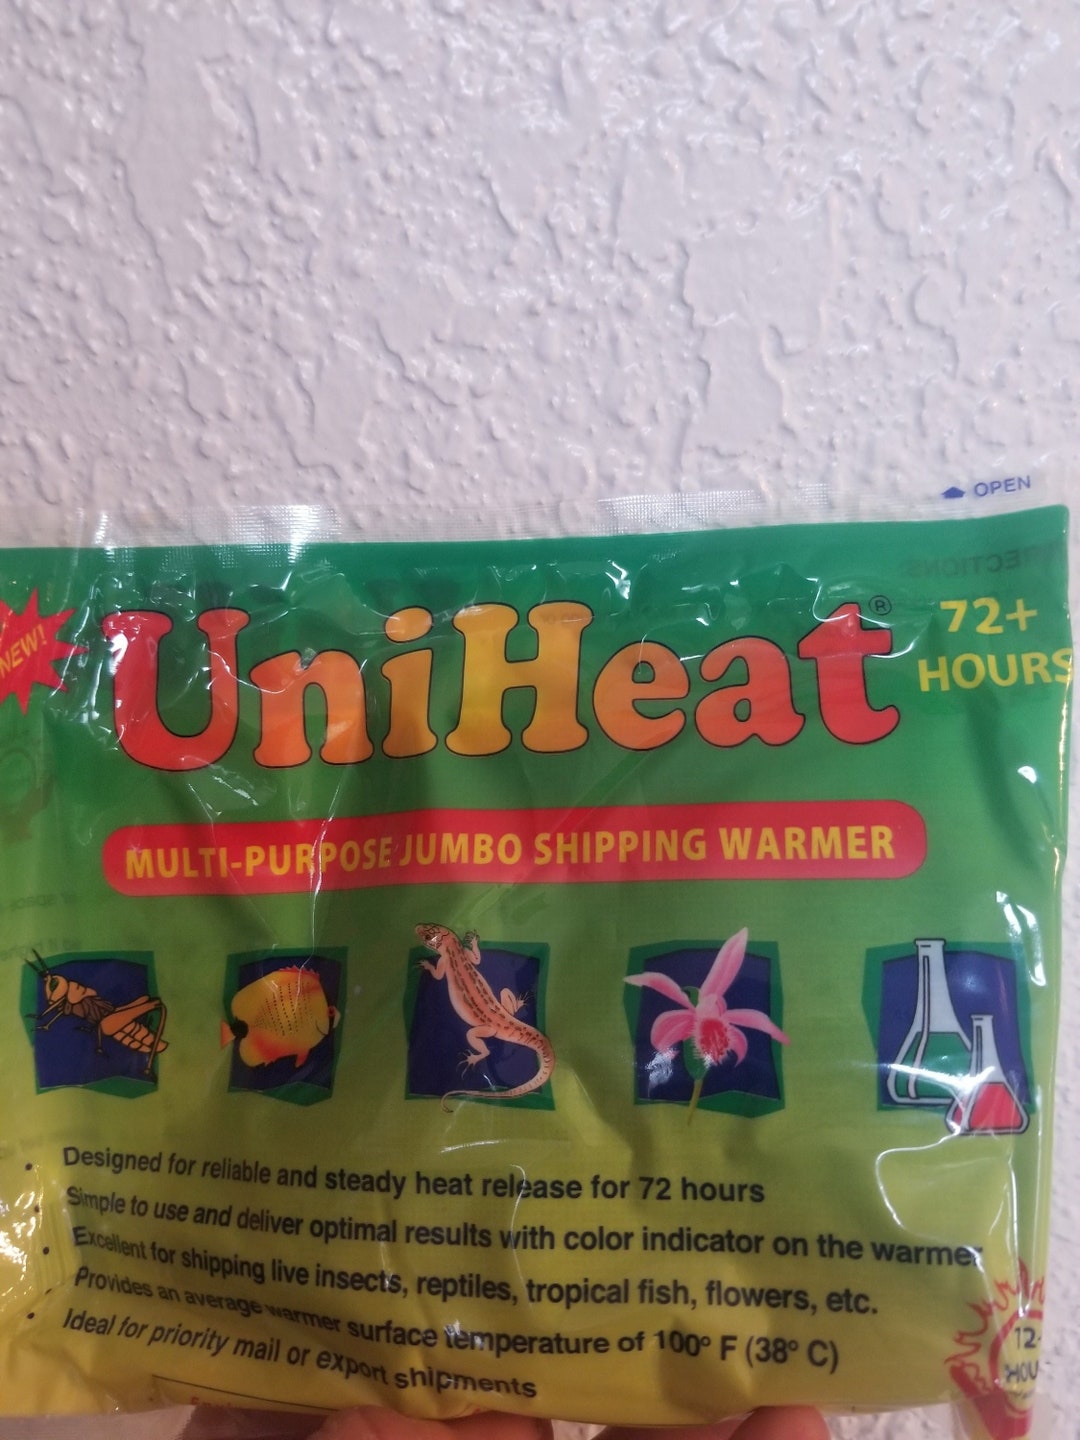 OPEN
NEW!
UniHeat®
72+
HOURS
MULTI-PURPOSE JUMBO SHIPPING WARMER
• Designed for reliable and steady heat release for 72 hours
• Simple to use and deliver optimal results with color indicator on the warmer
• Excellent for shipping live insects, reptiles, tropical fish, flowers, etc.
• Provides an average warmer surface temperature of 100º F (38º C)
• Ideal for priority mail or export shipments